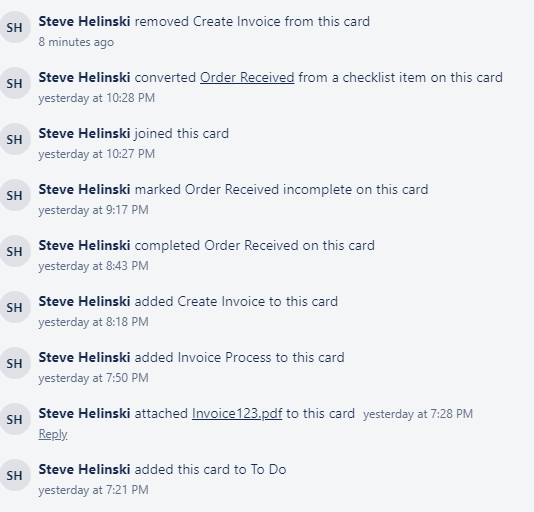 SH Steve Helinski removed Create Invoice from this card
8 minutes ago
SH Steve Helinski converted Order Received from a checklist item on this card
yesterday at 10:28 PM
SH Steve Helinski joined this card
yesterday at 10:27 PM
SH Steve Helinski marked Order Received incomplete on this card
yesterday at 9:17 PM
SH Steve Helinski completed Order Received on this card
yesterday at 8:43 PM
SH Steve Helinski added Create Invoice to this card
yesterday at 8:18 PM
SH Steve Helinski added Invoice Process to this card
yesterday at 7:50 PM
SH Steve Helinski attached Invoice123.pdf to this card yesterday at 7:28 PM
Reply
SH Steve Helinski added this card to To Do
yesterday at 7:21 PM